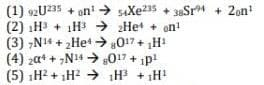 (1) ₉₂U²³⁵ + ₀n¹ → ₅₄Xe²³⁵ + ₃₈Sr⁹⁴ + 2₀n¹
(2) ₁H³ + ₁H³ → ₂He⁴ + ₀n¹
(3) ₇N¹⁴ + ₂He⁴ → ₈O¹⁷ + ₁H¹
(4) ₂α⁴ + ₇N¹⁴ → ₈O¹⁷ + ₁p¹
(5) ₁H² + ₁H² → ₁H³ + ₁H¹